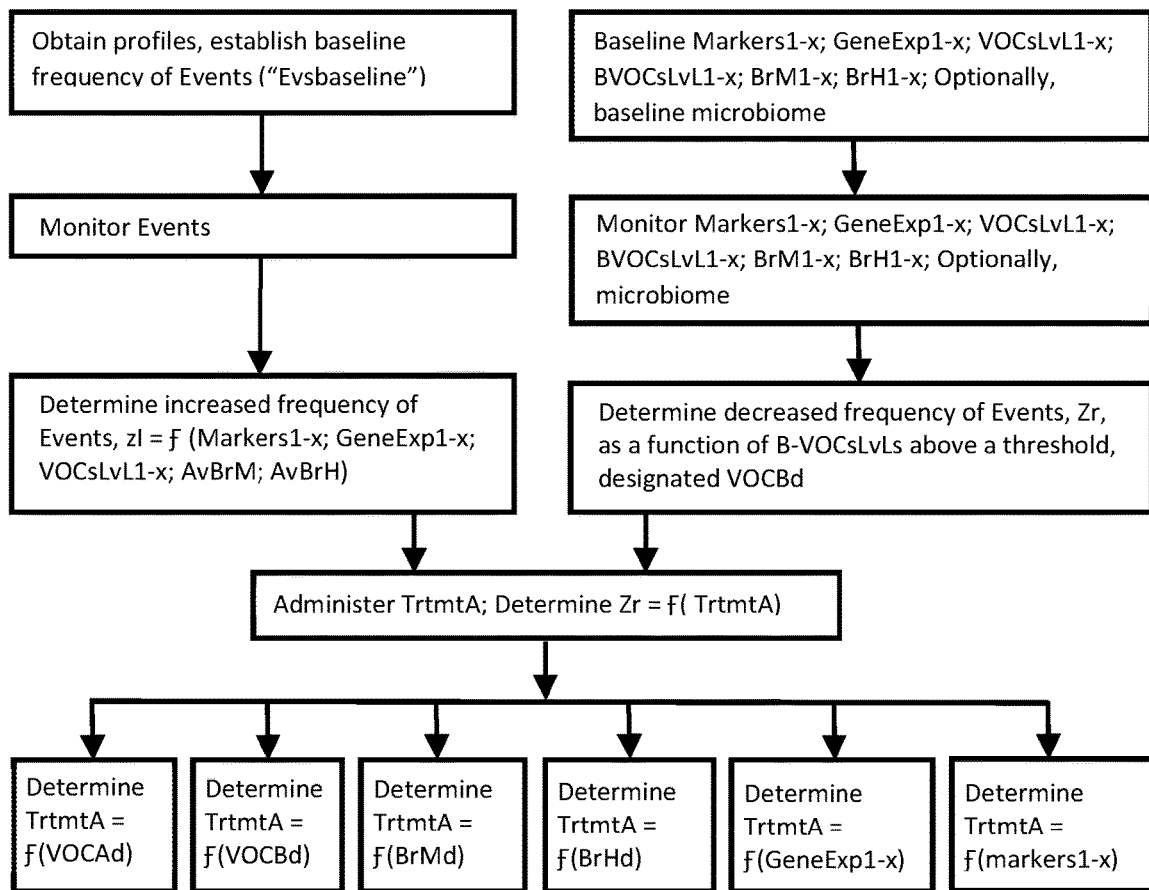 Obtain profiles, establish baseline
frequency of Events (“Evsbaseline”)
Baseline Markers1-x; GeneExp1-x; VOCsLvL1-x;
BVOCsLvL1-x; BrM1-x; BrH1-x; Optionally,
baseline microbiome
Monitor Events
Monitor Markers1-x; GeneExp1-x; VOCsLvL1-x;
BVOCsLvL1-x; BrM1-x; BrH1-x; Optionally,
microbiome
Determine increased frequency of
Events, zI = ƒ (Markers1-x; GeneExp1-x;
VOCsLvL1-x; AvBrM; AvBrH)
Determine decreased frequency of Events, Zr,
as a function of B-VOCsLvLs above a threshold,
designated VOCBd
Administer TrtmtA; Determine Zr = ƒ( TrtmtA)
Determine
TrtmtA =
ƒ(VOCAd)
Determine
TrtmtA =
ƒ(VOCBd)
Determine
TrtmtA =
ƒ(BrMd)
Determine
TrtmtA =
ƒ(BrHd)
Determine
TrtmtA =
ƒ(GeneExp1-x)
Determine
TrtmtA =
ƒ(markers1-x)